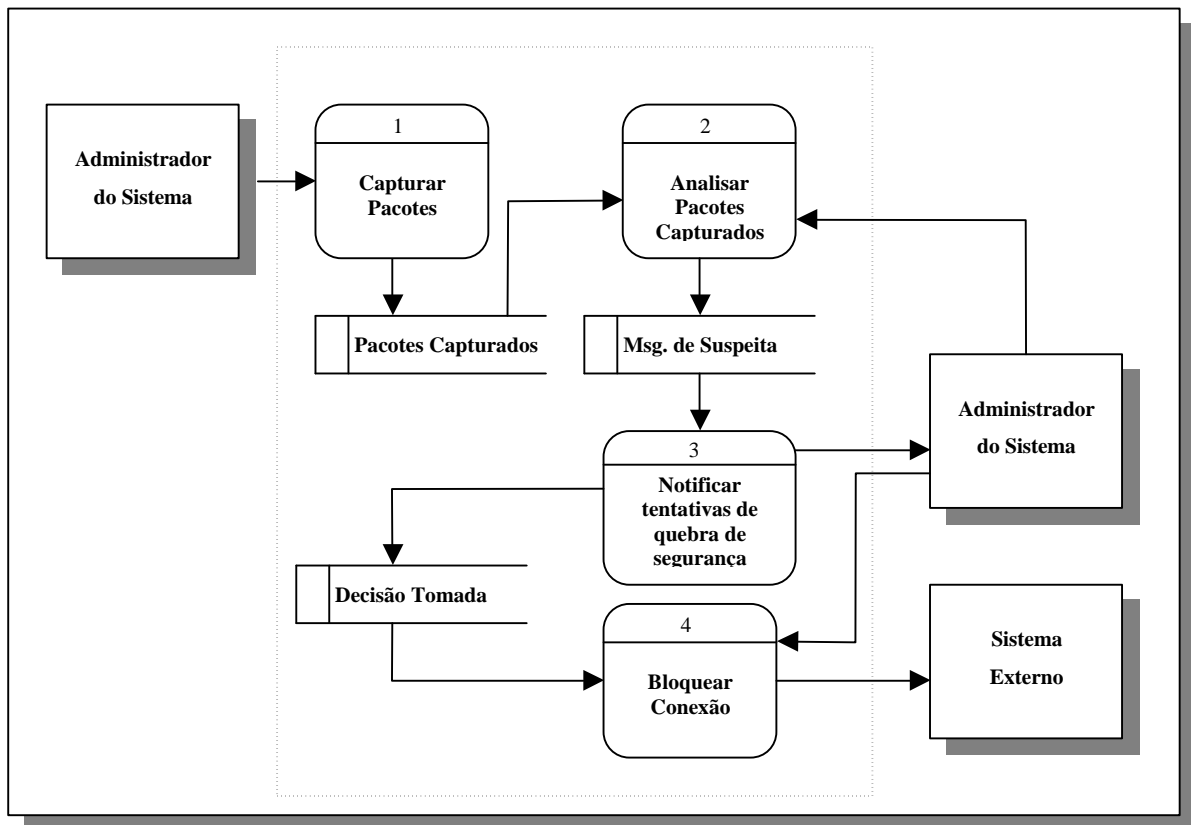 Administrador
do Sistema
1
Capturar
Pacotes
2
Analisar
Pacotes
Capturados
Pacotes Capturados
Msg. de Suspeita
Administrador
do Sistema
3
Notificar
tentativas de
quebra de
segurança
Decisão Tomada
4
Bloquear
Conexão
Sistema
Externo